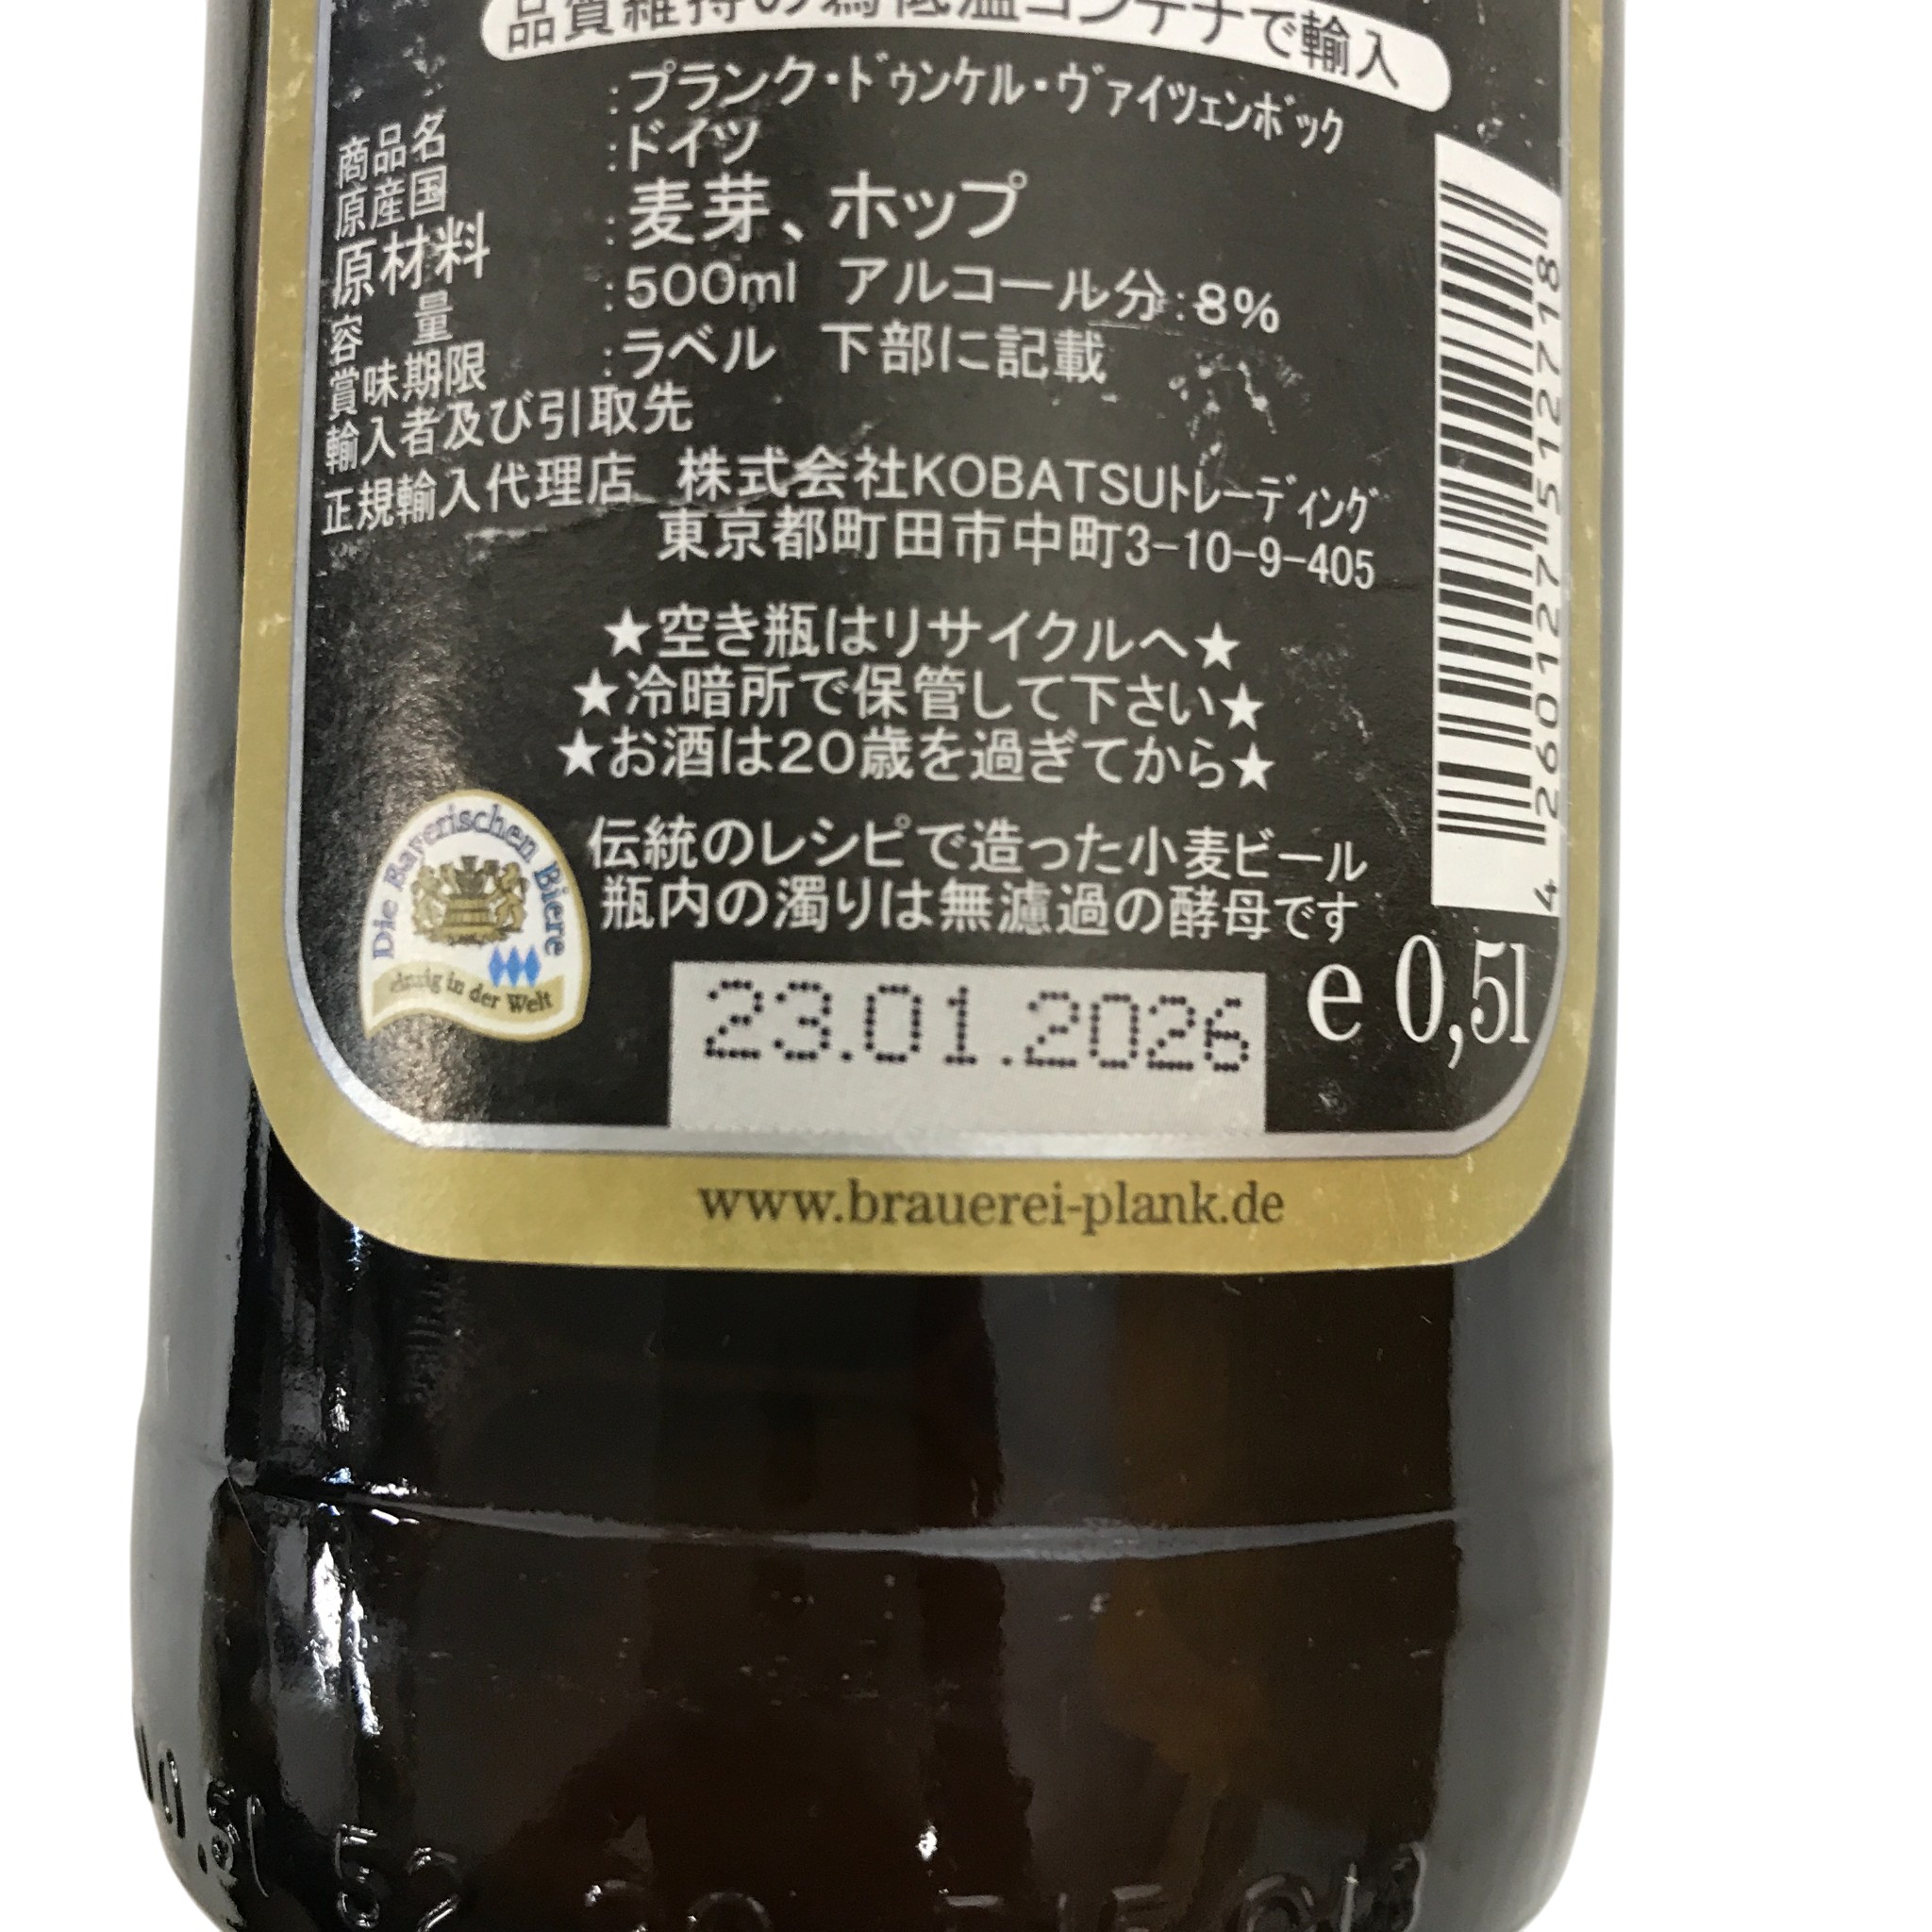 品質維持の為低温コンテナで輸入
商品名 :プランク・ドゥンケル・ヴァイツェンボック
原産国 :ドイツ
原材料 :麦芽、ホップ
容量 :500ml アルコール分:8%
賞味期限 :ラベル 下部に記載
輸入者及び引取先
正規輸入代理店 株式会社KOBATSUトレーディング
東京都町田市中町3-10-9-405
★空き瓶はリサイクルへ★
★冷暗所で保管して下さい★
★お酒は20歳を過ぎてから★
伝統のレシピで造った小麦ビール
瓶内の濁りは無濾過の酵母です
Die Bayerischen Biere
einzig in der Welt
23.01.2026
e 0,5l
4 260127 512718
www.brauerei-plank.de
0.5l 52